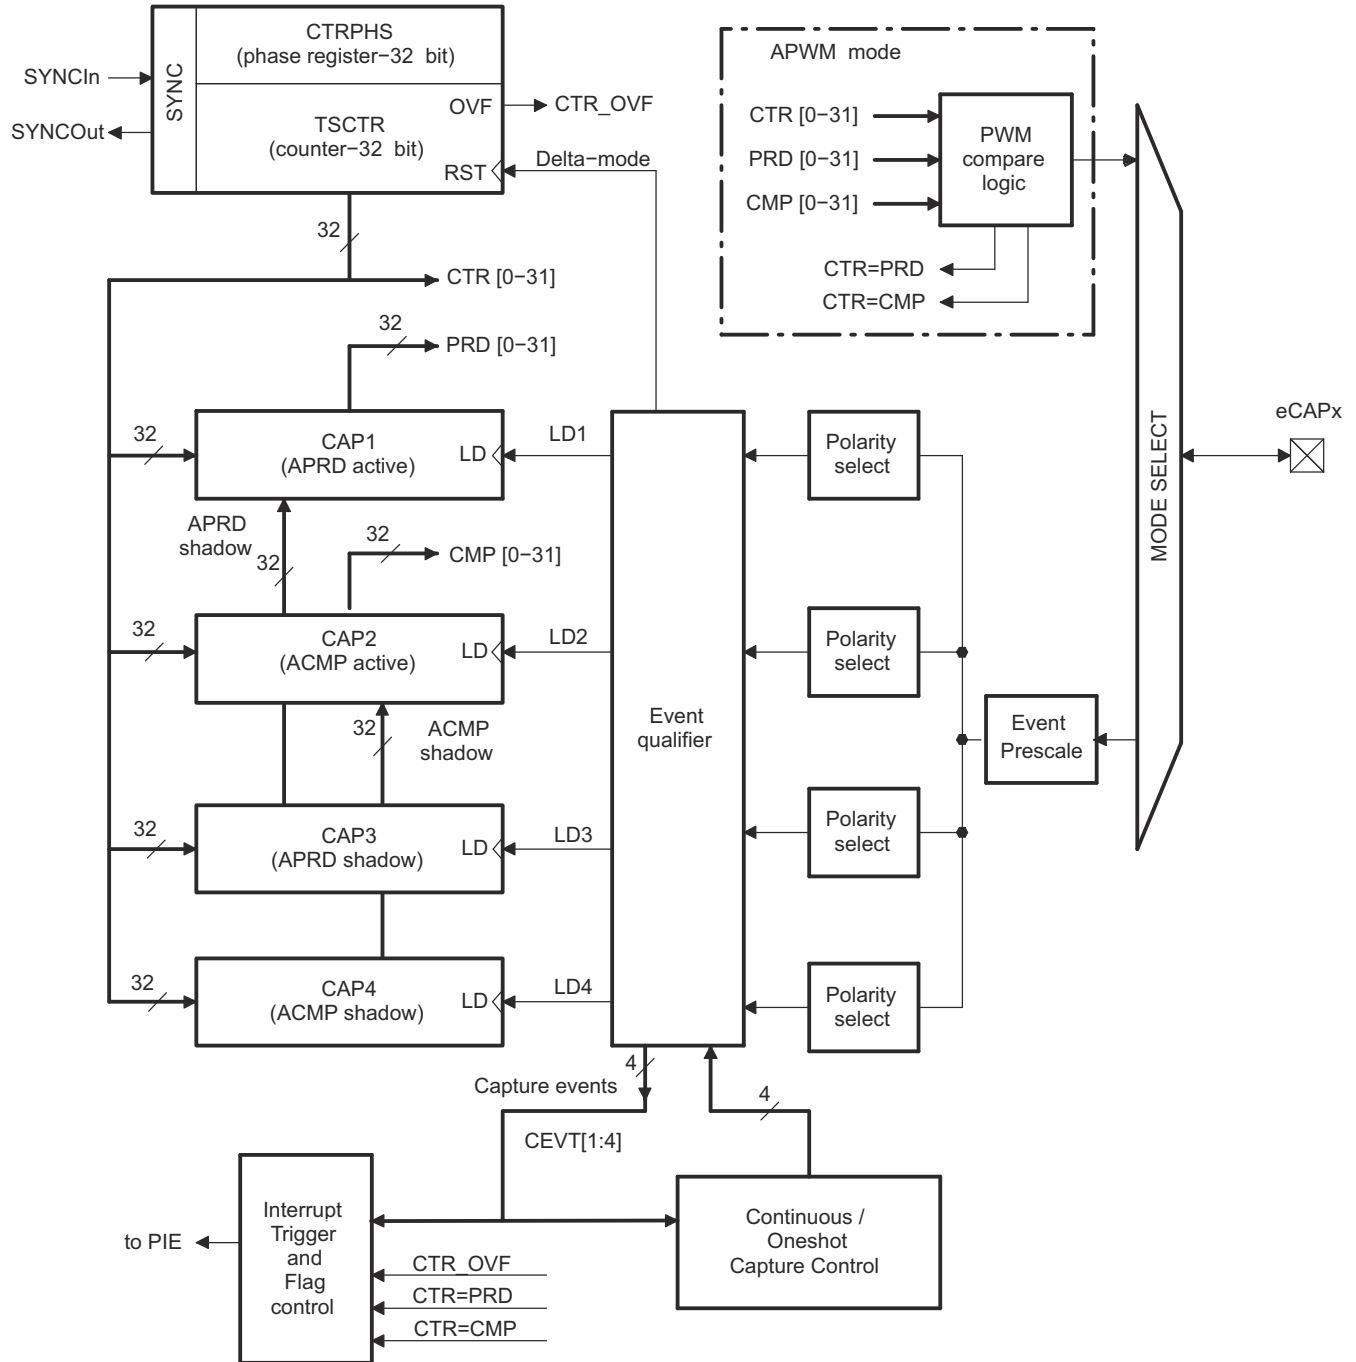 CTRPHS
(phase register−32 bit)
APWM mode
SYNCIn
SYNC
OVF
CTR_OVF
SYNCOut
TSCTR
(counter−32 bit)
RST
Delta−mode
CTR [0−31]
PRD [0−31]
CMP [0−31]
PWM
compare
logic
CTR=PRD
CTR=CMP
32
CTR [0−31]
32
PRD [0−31]
MODE SELECT
eCAPx
32
CAP1
(APRD active)
LD
LD1
Polarity
select
APRD
shadow
32
32
CMP [0−31]
32
CAP2
(ACMP active)
LD
LD2
Polarity
select
32
ACMP
shadow
Event
qualifier
Event
Prescale
32
CAP3
(APRD shadow)
LD
LD3
Polarity
select
32
CAP4
(ACMP shadow)
LD
LD4
Polarity
select
4
Capture events
4
CEVT[1:4]
to PIE
Interrupt
Trigger
and
Flag
control
CTR_OVF
CTR=PRD
CTR=CMP
Continuous /
Oneshot
Capture Control